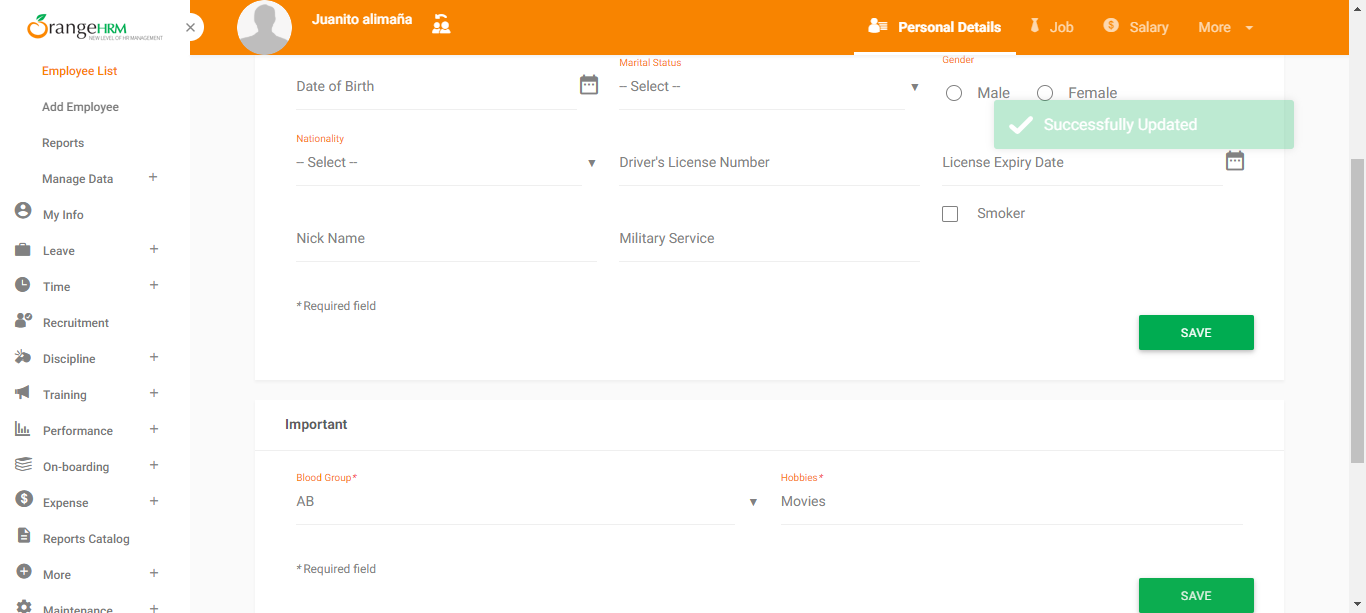 OrangeHRM
NEW LEVEL OF HR MANAGEMENT
Employee List
Add Employee
Reports
Manage Data +
My Info
Leave +
Time +
Recruitment
Discipline +
Training +
Performance +
On-boarding +
Expense +
Reports Catalog
More +
Maintenance +
Juanito alimaña
Personal Details
Job
Salary
More
Date of Birth
Marital Status
-- Select --
Gender
Male
Female
Successfully Updated
Nationality
-- Select --
Driver's License Number
License Expiry Date
Smoker
Nick Name
Military Service
* Required field
SAVE
Important
Blood Group*
AB
Hobbies*
Movies
* Required field
SAVE